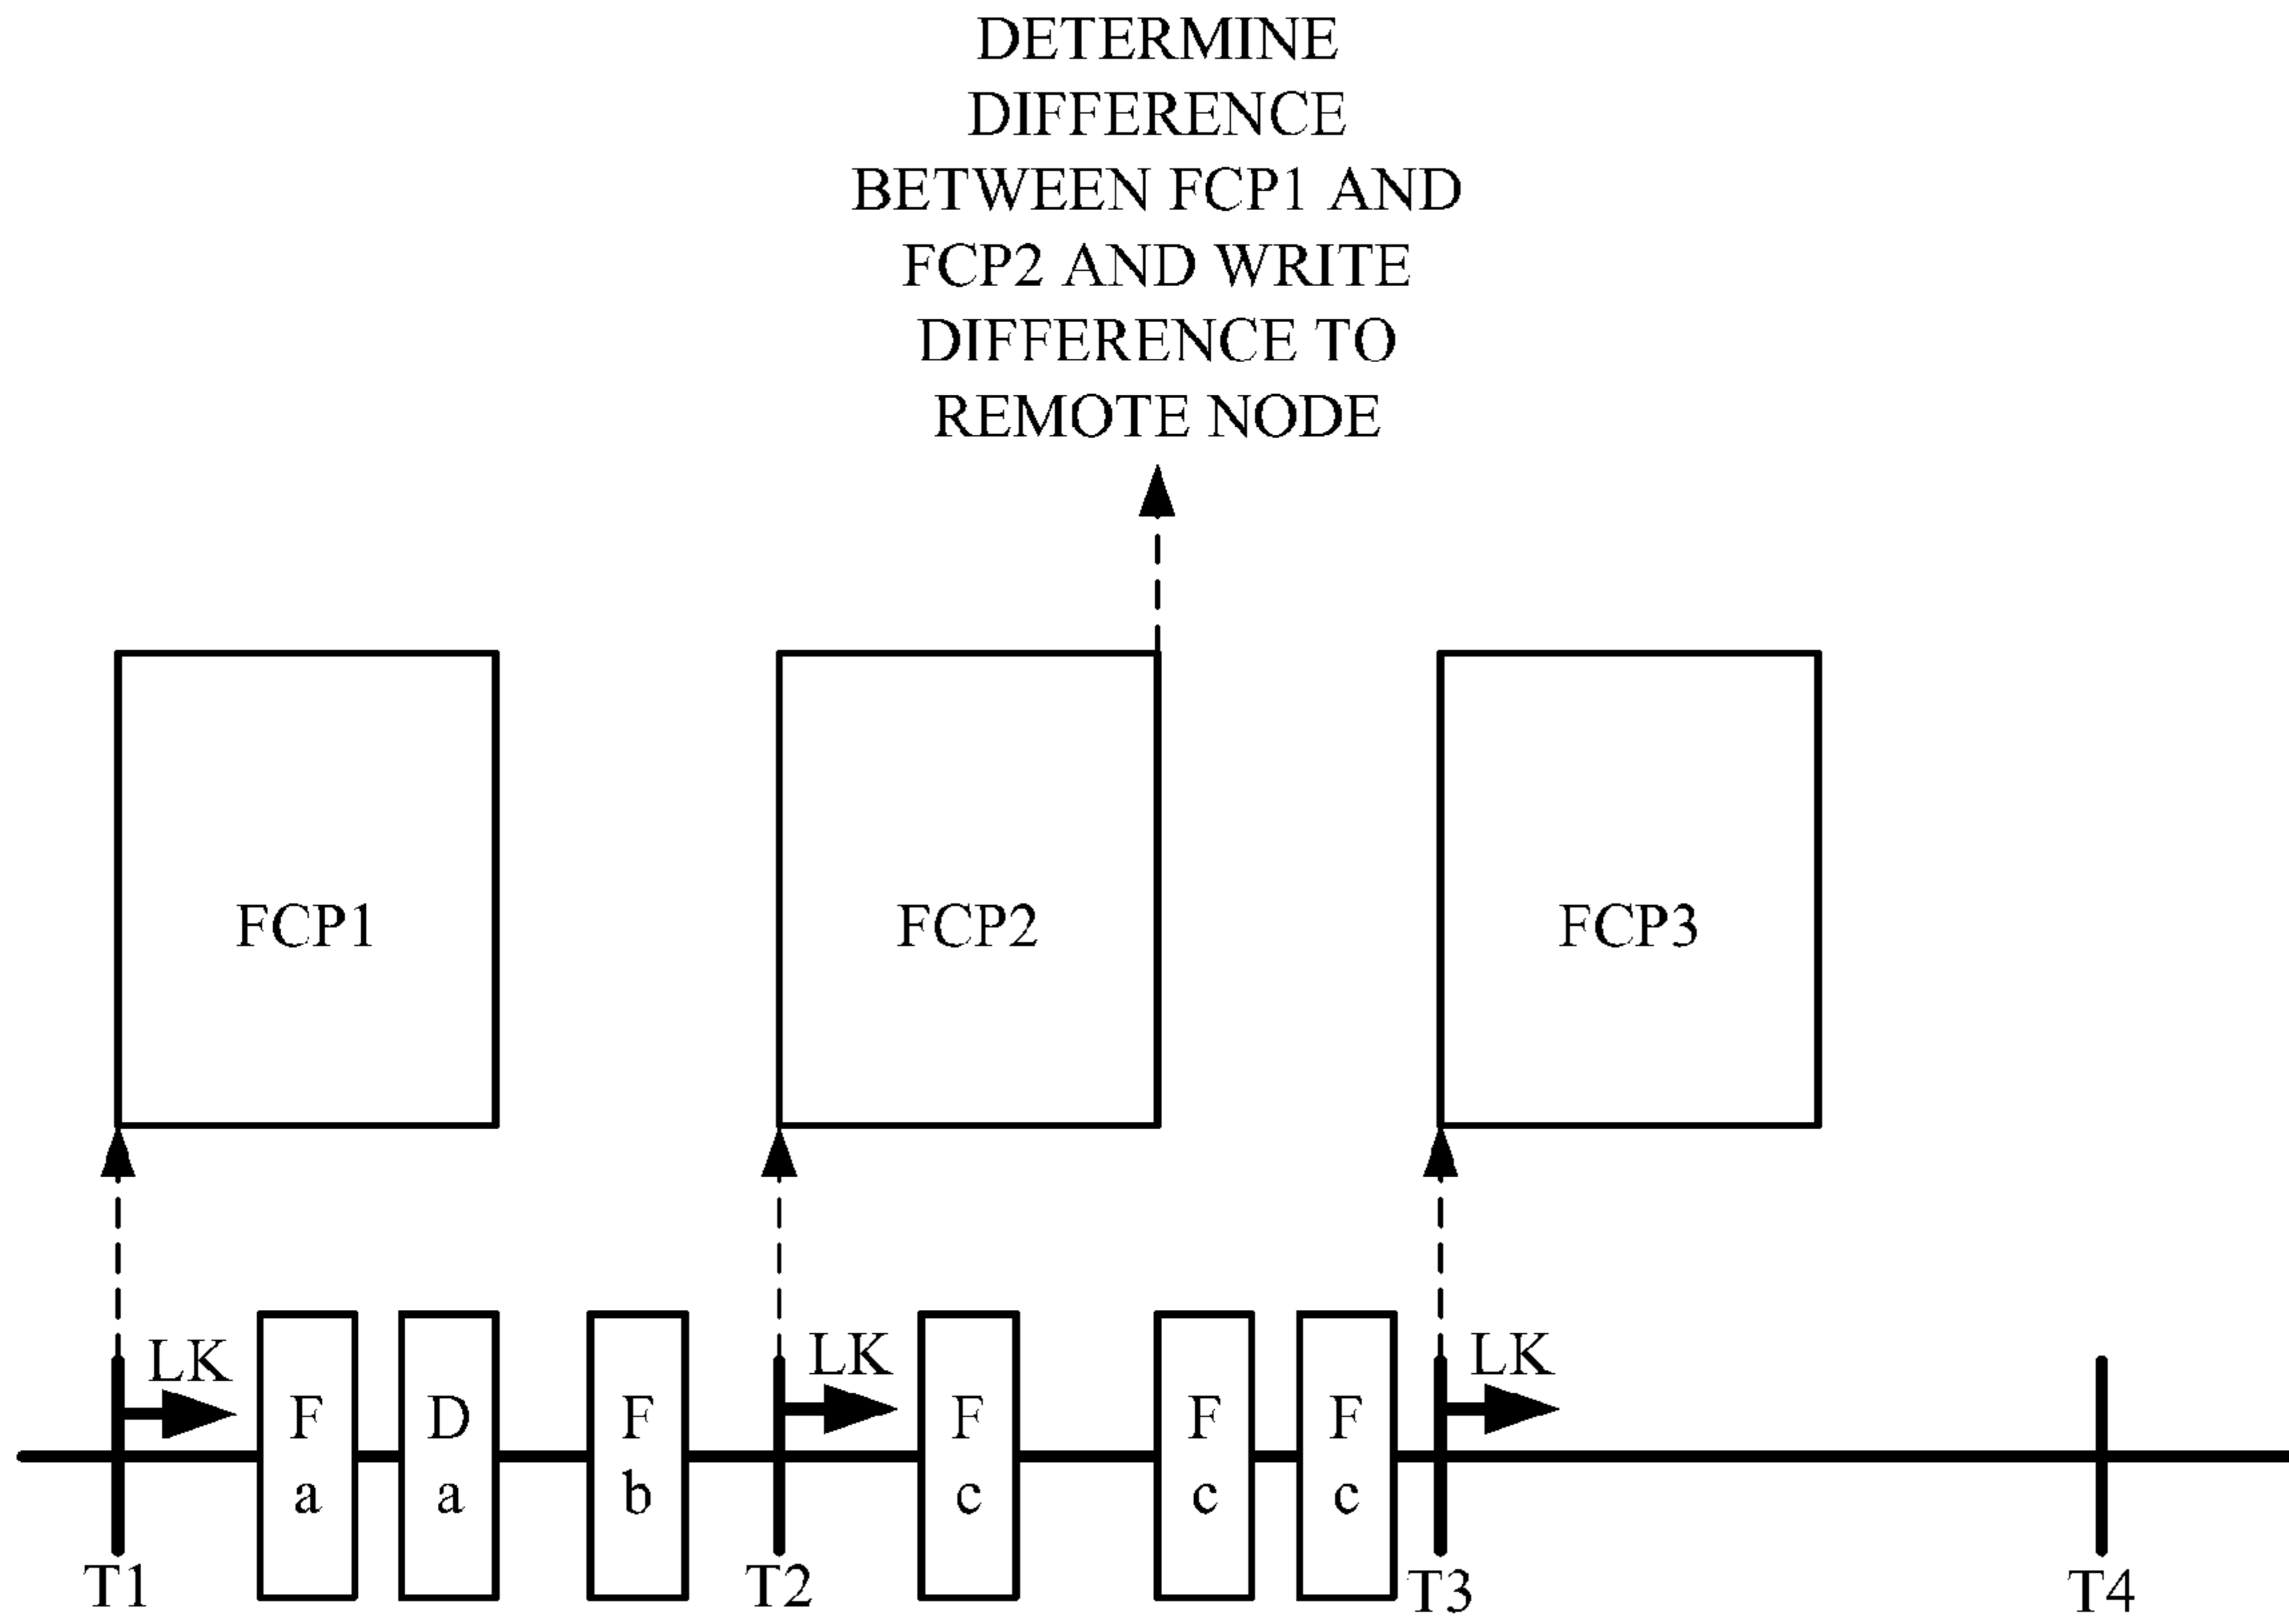 DETERMINE
DIFFERENCE
BETWEEN FCP1 AND
FCP2 AND WRITE
DIFFERENCE TO
REMOTE NODE
FCP1
FCP2
FCP3
LK
LK
LK
F
a
D
a
F
b
F
c
F
c
F
c
T1
T2
T3
T4